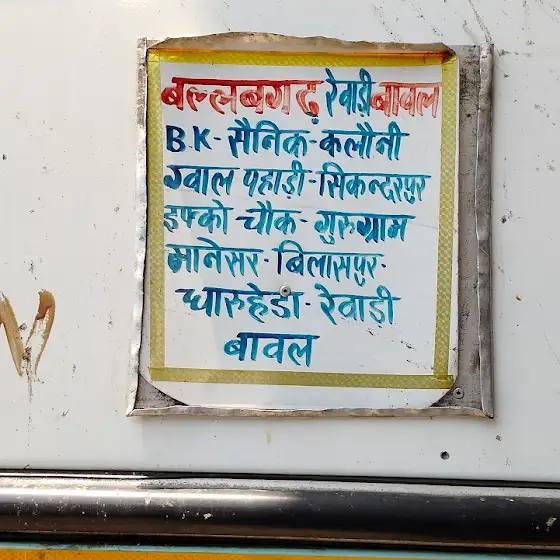 बल्लबगढ़ रेवाड़ी बावल
B.K- सैनिक-कलौनी
ग्वाल पहाड़ी-सिकन्दरपुर
इफ्को-चौक- गुरुग्राम
मानेसर- बिलासपुर-
धारुहेडा- रेवाड़ी
बावल